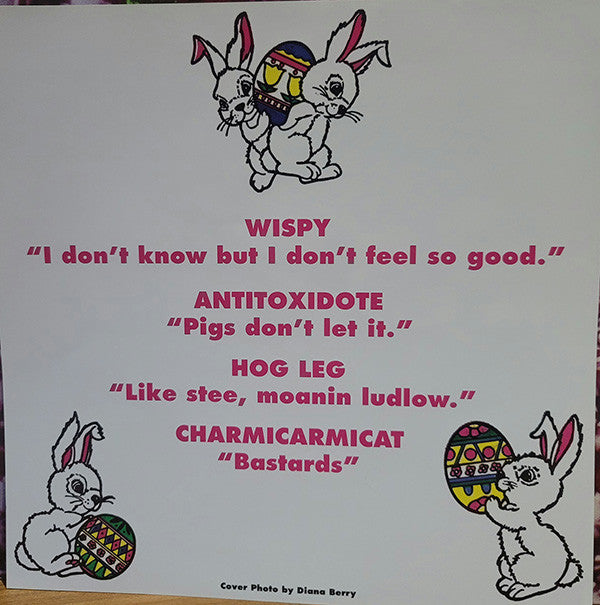 WISPY
“I don’t know but I don’t feel so good.”
ANTITOXIDOTE
“Pigs don’t let it.”
HOG LEG
“Like stee, moanin ludlow.”
CHARMICARMICAT
“Bastards”
Cover Photo by Diana Berry